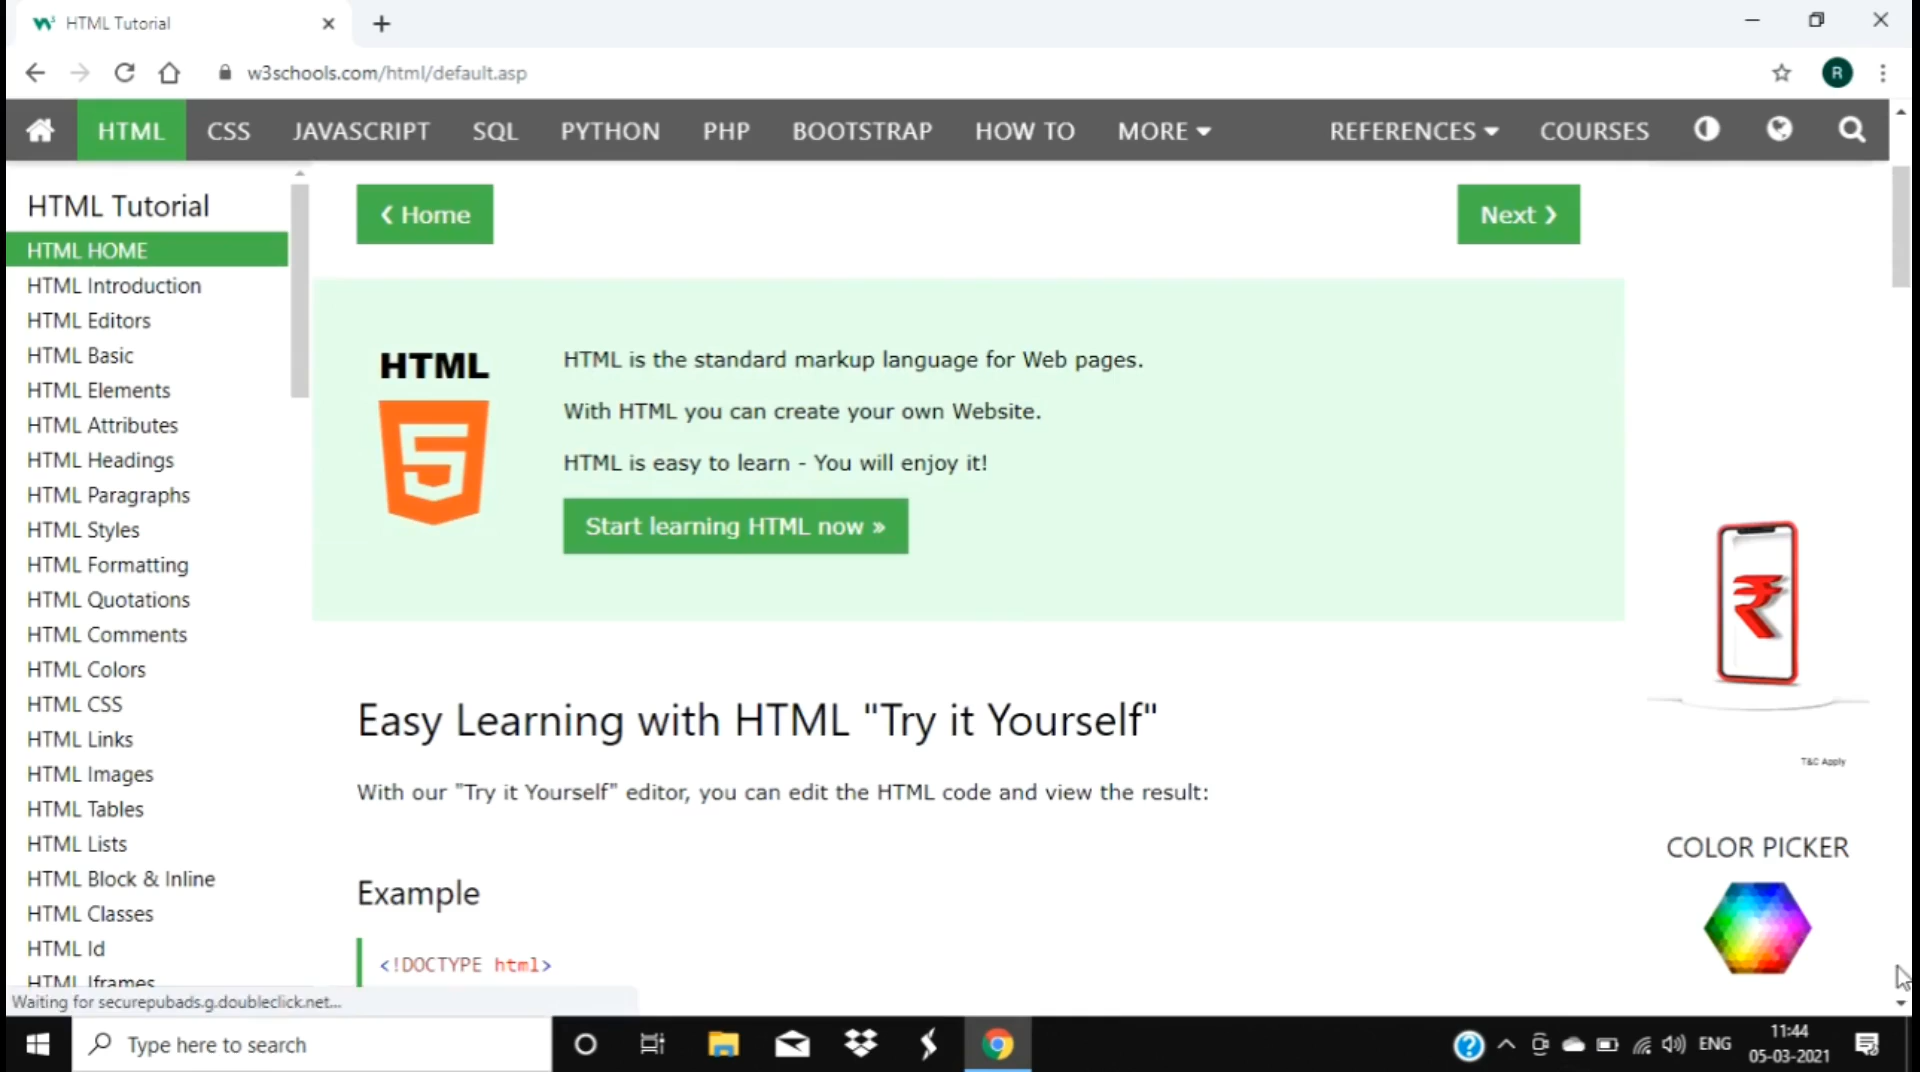 HTML Tutorial
w3schools.com/html/default.asp
R
HTML CSS JAVASCRIPT SQL PYTHON PHP BOOTSTRAP HOW TO MORE REFERENCES COURSES
HTML Tutorial
HTML HOME
HTML Introduction
HTML Editors
HTML Basic
HTML Elements
HTML Attributes
HTML Headings
HTML Paragraphs
HTML Styles
HTML Formatting
HTML Quotations
HTML Comments
HTML Colors
HTML CSS
HTML Links
HTML Images
HTML Tables
HTML Lists
HTML Block & Inline
HTML Classes
HTML Id
HTML Iframes
❮ Home
Next ❯
HTML
5
HTML is the standard markup language for Web pages.
With HTML you can create your own Website.
HTML is easy to learn - You will enjoy it!
Start learning HTML now »
Easy Learning with HTML "Try it Yourself"
With our "Try it Yourself" editor, you can edit the HTML code and view the result:
Example
<!DOCTYPE html>
₹
T&C Apply
COLOR PICKER
Waiting for securepubads.g.doubleclick.net...
Type here to search
ENG
11:44
05-03-2021